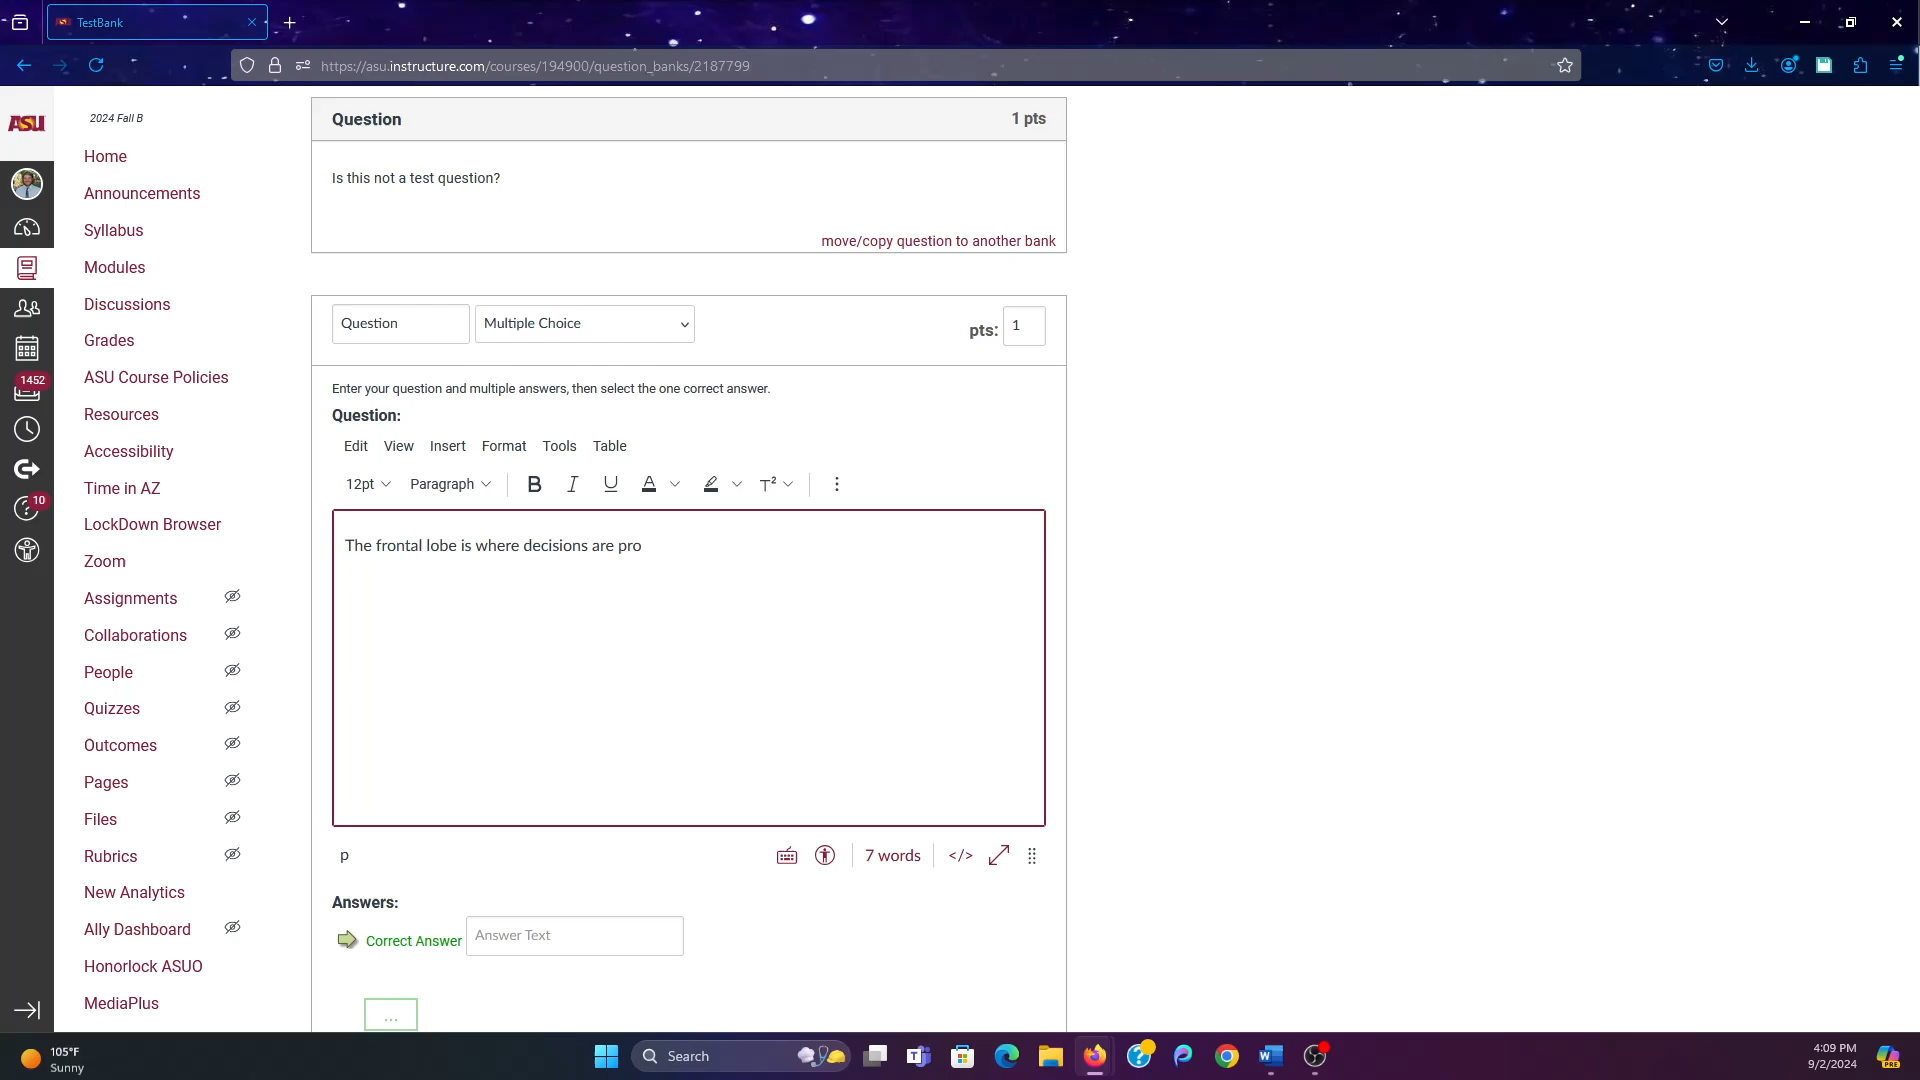 TestBank
https://asu.instructure.com/courses/194900/question_banks/2187799
ASU
1452
10
2024 Fall B
Home
Announcements
Syllabus
Modules
Discussions
Grades
ASU Course Policies
Resources
Accessibility
Time in AZ
LockDown Browser
Zoom
Assignments
Collaborations
People
Quizzes
Outcomes
Pages
Files
Rubrics
New Analytics
Ally Dashboard
Honorlock ASUO
MediaPlus
Question 1 pts
Is this not a test question?
move/copy question to another bank
Question Multiple Choice pts: 1
Enter your question and multiple answers, then select the one correct answer.
Question:
Edit View Insert Format Tools Table
12pt Paragraph B I U A T²
The frontal lobe is where decisions are pro
p 7 words </>
Answers:
Correct Answer Answer Text
...
105°F
Sunny
Search
4:09 PM
9/2/2024
PRE